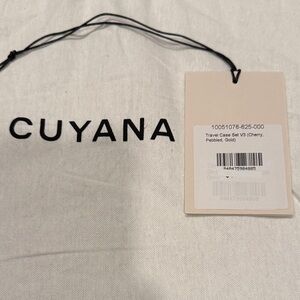 CUYANA
10051076-625-000
Travel Case Set V3 (Cherry,
Pebbled, Gold)